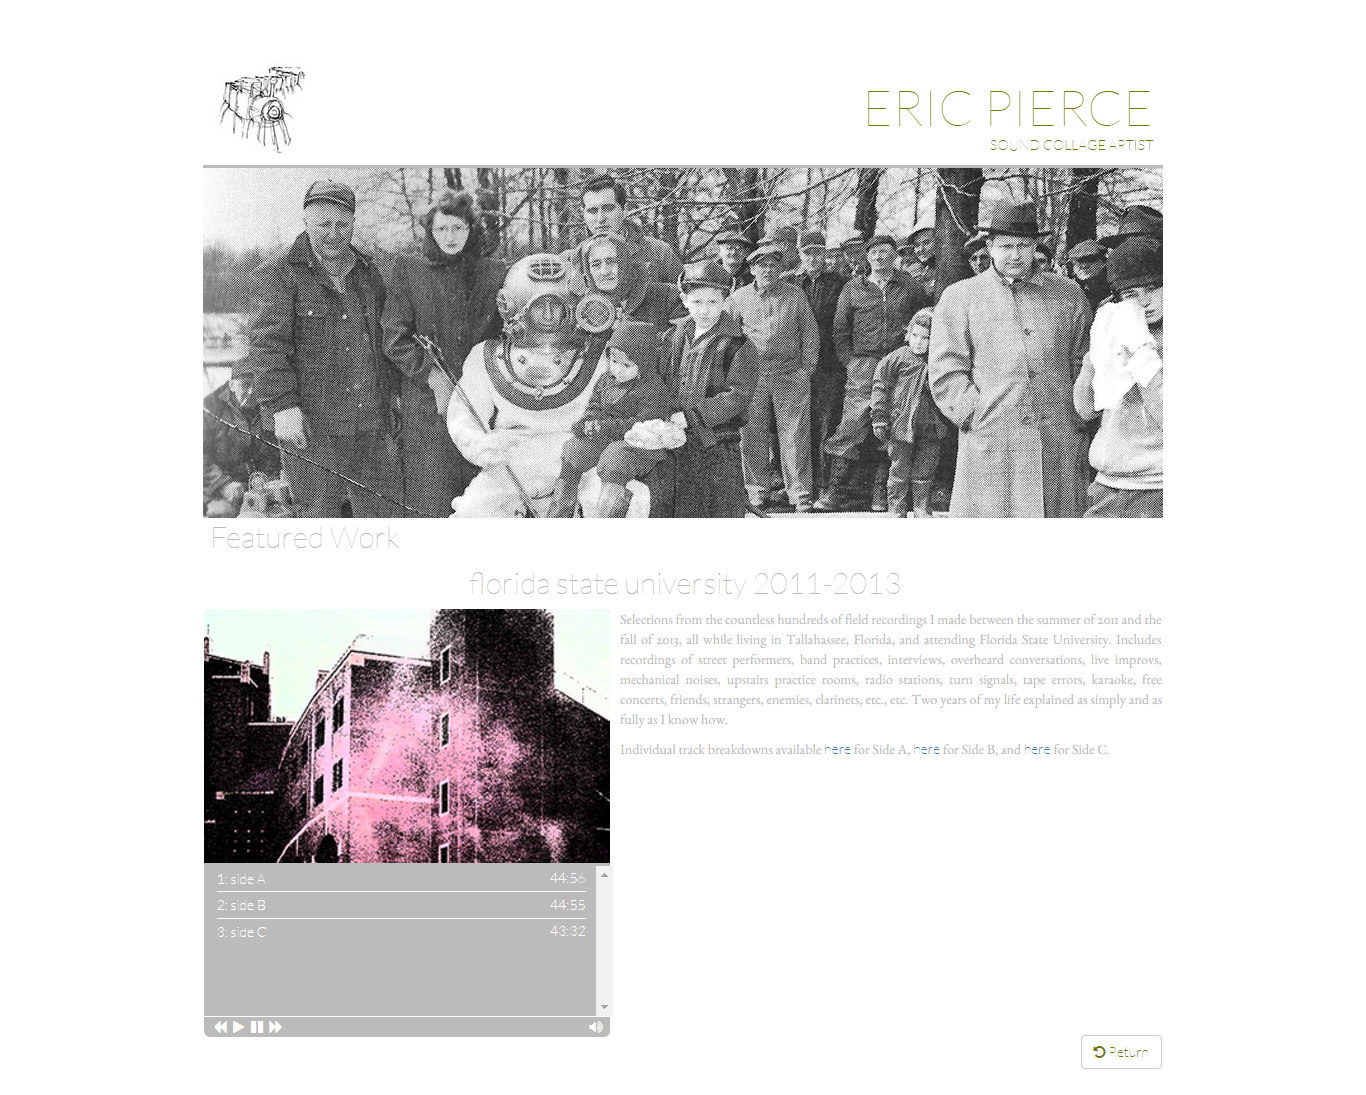 ERIC PIERCE
SOUND COLLAGE ARTIST
Featured Work
florida state university 2011-2013
Selections from the countless hundreds of field recordings I made between the summer of 2011 and the
fall of 2013, all while living in Tallahassee, Florida, and attending Florida State University. Includes
recordings of street performers, band practices, interviews, overheard conversations, live improvs,
mechanical noises, upstairs practice rooms, radio stations, turn signals, tape errors, karaoke, free
concerts, friends, strangers, enemies, clarinets, etc., etc. Two years of my life explained as simply and as
fully as I know how.
Individual track breakdowns available here for Side A, here for Side B, and here for Side C.
1: side A 44:56
2: side B 44:55
3: side C 43:32
Return